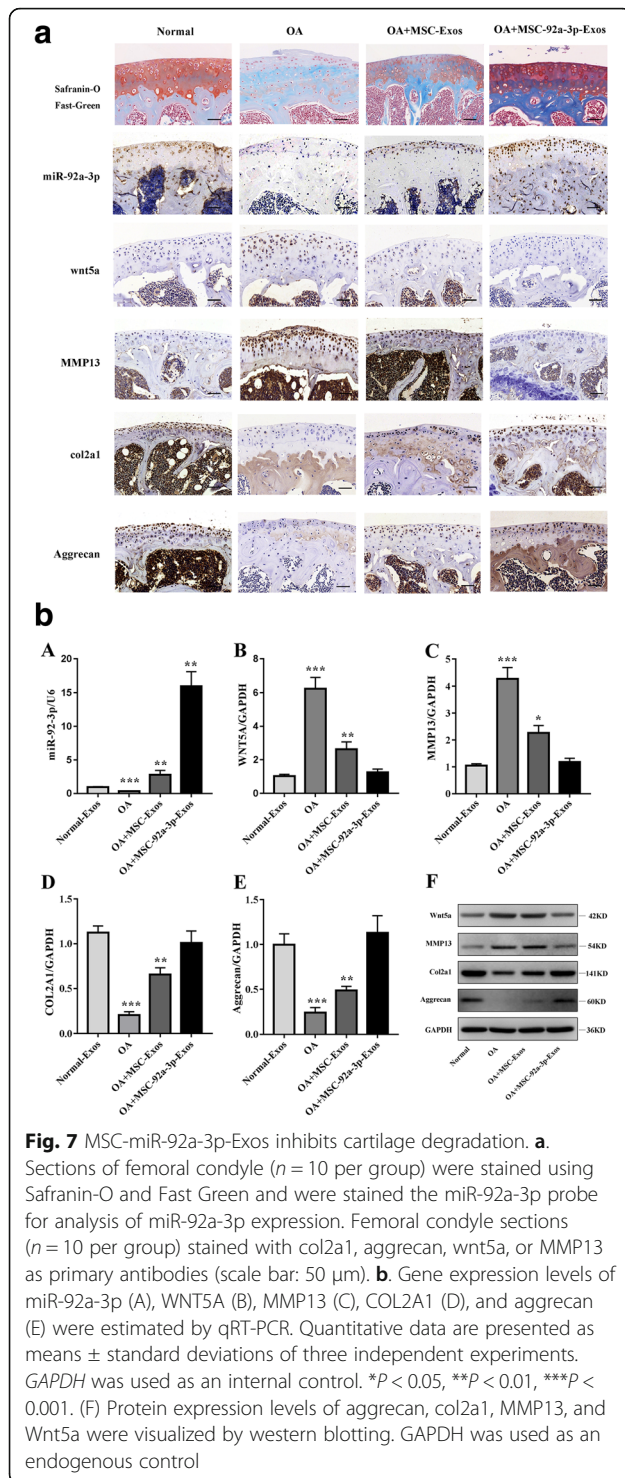 a
Normal OA OA+MSC-Exos OA+MSC-92a-3p-Exos
Safranin-O
Fast-Green
miR-92a-3p
wnt5a
MMP13
col2a1
Aggrecan
b
A
miR-92-3p/U6
20
15
10
5
0
***
**
**
Normal-Exos
OA
OA+MSC-Exos
OA+MSC-92a-3p-Exos
B
WNT5A/GAPDH
8
6
4
2
0
***
**
Normal-Exos
OA
OA+MSC-Exos
OA+MSC-92a-3p-Exos
C
MMP13/GAPDH
5
4
3
2
1
0
***
*
Normal-Exos
OA
OA+MSC-Exos
OA+MSC-92a-3p-Exos
D
COL2A1/GAPDH
1.5
1.0
0.5
0.0
***
**
Normal-Exos
OA
OA+MSC-Exos
OA+MSC-92a-3p-Exos
E
Aggrecan/GAPDH
1.5
1.0
0.5
0.0
***
**
Normal-Exos
OA
OA+MSC-Exos
OA+MSC-92a-3p-Exos
F
Wnt5a 42KD
MMP13 54KD
Col2a1 141KD
Aggrecan 60KD
GAPDH 36KD
Normal
OA
OA+MSC-Exos
OA+MSC-92a-3p-Exos
Fig. 7 MSC-miR-92a-3p-Exos inhibits cartilage degradation. a.
Sections of femoral condyle (n = 10 per group) were stained using
Safranin-O and Fast Green and were stained the miR-92a-3p probe
for analysis of miR-92a-3p expression. Femoral condyle sections
(n = 10 per group) stained with col2a1, aggrecan, wnt5a, or MMP13
as primary antibodies (scale bar: 50 μm). b. Gene expression levels of
miR-92a-3p (A), WNT5A (B), MMP13 (C), COL2A1 (D), and aggrecan
(E) were estimated by qRT-PCR. Quantitative data are presented as
means ± standard deviations of three independent experiments.
GAPDH was used as an internal control. *P < 0.05, **P < 0.01, ***P <
0.001. (F) Protein expression levels of aggrecan, col2a1, MMP13, and
Wnt5a were visualized by western blotting. GAPDH was used as an
endogenous control